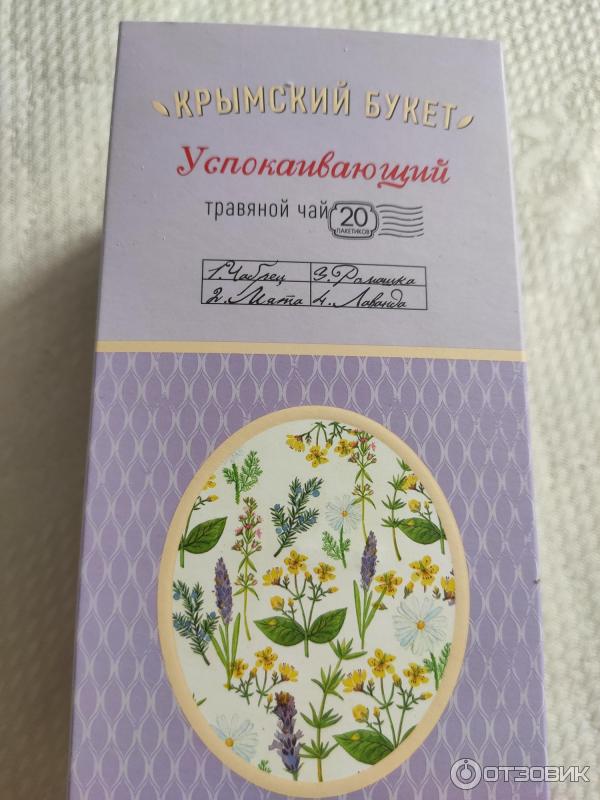 КРЫМСКИЙ БУКЕТ
Успокаивающий
травяной чай 20 ПАКЕТИКОВ
1. Чабрец 3. Ромашка
2. Мята 4. Лаванда
ОТЗОВИК